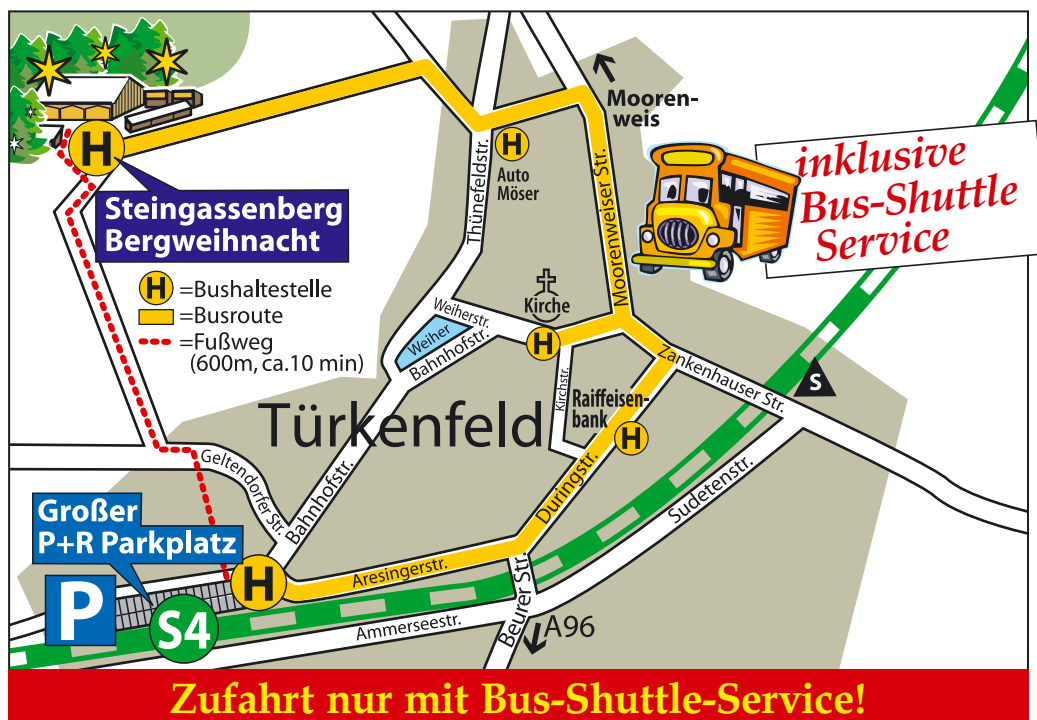 Moorenweiser Str.
Mooren-
weis
inklusive
Bus-Shuttle
Service
H
H
Auto
Möser
Thünefeldstr.
Steingassenberg
Bergweihnacht
H =Bushaltestelle
=Busroute
=Fußweg
(600m, ca.10 min)
Kirche
H
Weiherstr.
Weiher
Bahnhofstr.
Zankenhauser Str.
S
Kirchstr.
Raiffeisen-
bank
H
Türkenfeld
Duringstr.
Sudetenstr.
Geltendorfer Str.
Bahnhofstr.
Großer
P+R Parkplatz
H
P
S4
Aresingerstr.
Ammerseestr.
Beurer Str.
A96
Zufahrt nur mit Bus-Shuttle-Service!